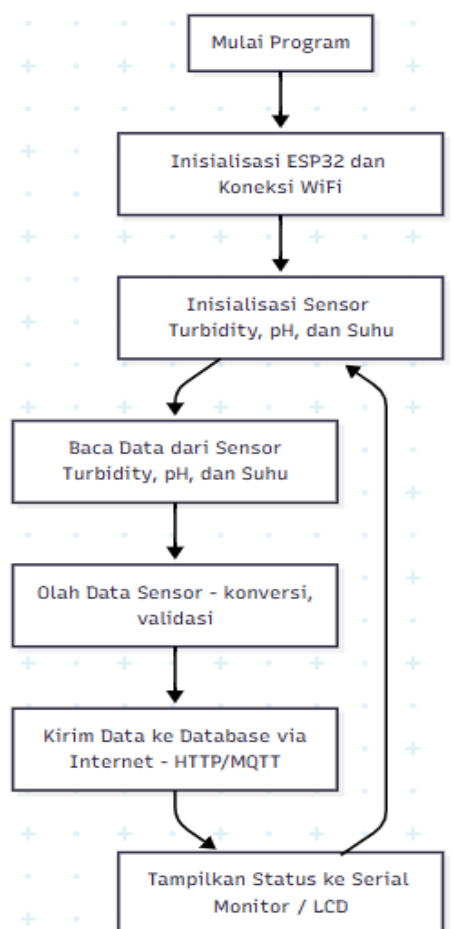 Mulai Program
Inisialisasi ESP32 dan
Koneksi WiFi
Inisialisasi Sensor
Turbidity, pH, dan Suhu
Baca Data dari Sensor
Turbidity, pH, dan Suhu
Olah Data Sensor - konversi,
validasi
Kirim Data ke Database via
Internet - HTTP/MQTT
Tampilkan Status ke Serial
Monitor / LCD